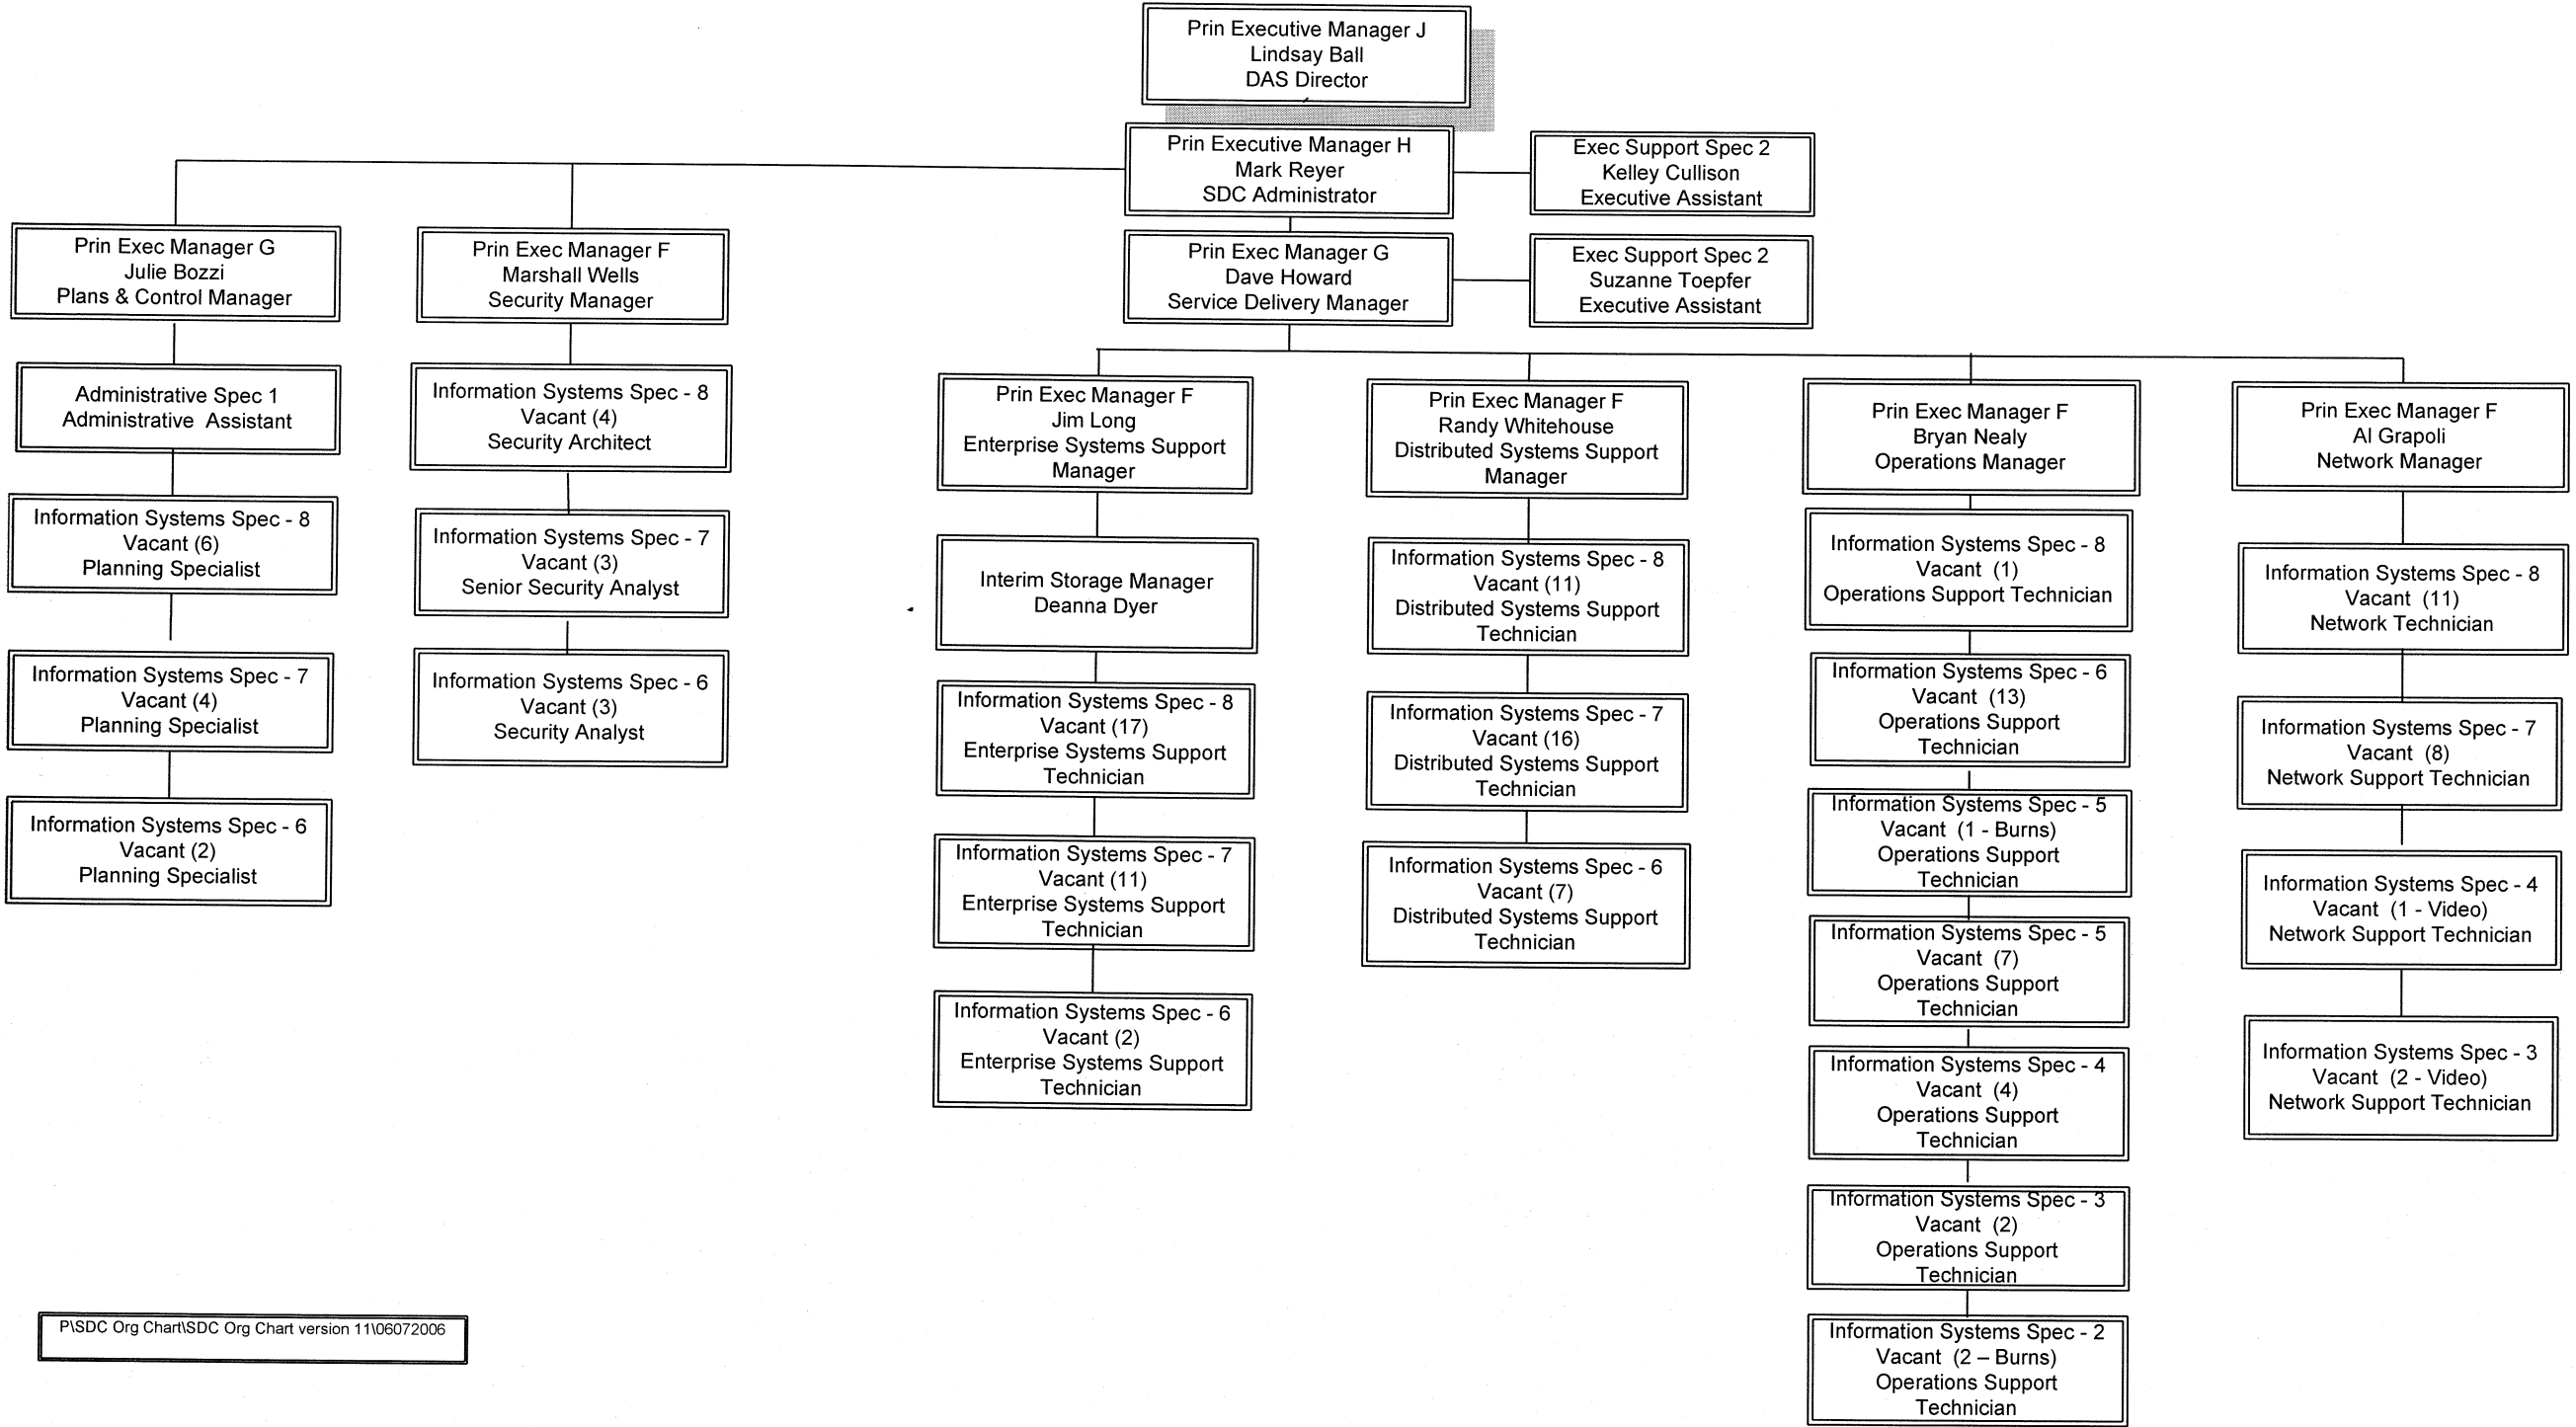 Prin Executive Manager J
Lindsay Ball
DAS Director
Prin Executive Manager H
Mark Reyer
SDC Administrator
Exec Support Spec 2
Kelley Cullison
Executive Assistant
Prin Exec Manager G
Julie Bozzi
Plans & Control Manager
Prin Exec Manager F
Marshall Wells
Security Manager
Prin Exec Manager G
Dave Howard
Service Delivery Manager
Exec Support Spec 2
Suzanne Toepfer
Executive Assistant
Administrative Spec 1
Administrative Assistant
Information Systems Spec - 8
Vacant (6)
Planning Specialist
Information Systems Spec - 7
Vacant (4)
Planning Specialist
Information Systems Spec - 6
Vacant (2)
Planning Specialist
Information Systems Spec - 8
Vacant (4)
Security Architect
Information Systems Spec - 7
Vacant (3)
Senior Security Analyst
Information Systems Spec - 6
Vacant (3)
Security Analyst
Prin Exec Manager F
Jim Long
Enterprise Systems Support
Manager
Interim Storage Manager
Deanna Dyer
Information Systems Spec - 8
Vacant (17)
Enterprise Systems Support
Technician
Information Systems Spec - 7
Vacant (11)
Enterprise Systems Support
Technician
Information Systems Spec - 6
Vacant (2)
Enterprise Systems Support
Technician
Prin Exec Manager F
Randy Whitehouse
Distributed Systems Support
Manager
Information Systems Spec - 8
Vacant (11)
Distributed Systems Support
Technician
Information Systems Spec - 7
Vacant (16)
Distributed Systems Support
Technician
Information Systems Spec - 6
Vacant (7)
Distributed Systems Support
Technician
Prin Exec Manager F
Bryan Nealy
Operations Manager
Information Systems Spec - 8
Vacant (1)
Operations Support Technician
Information Systems Spec - 6
Vacant (13)
Operations Support
Technician
Information Systems Spec - 5
Vacant (1 - Burns)
Operations Support
Technician
Information Systems Spec - 5
Vacant (7)
Operations Support
Technician
Information Systems Spec - 4
Vacant (4)
Operations Support
Technician
Information Systems Spec - 3
Vacant (2)
Operations Support
Technician
Information Systems Spec - 2
Vacant (2 – Burns)
Operations Support
Technician
Prin Exec Manager F
Al Grapoli
Network Manager
Information Systems Spec - 8
Vacant (11)
Network Technician
Information Systems Spec - 7
Vacant (8)
Network Support Technician
Information Systems Spec - 4
Vacant (1 - Video)
Network Support Technician
Information Systems Spec - 3
Vacant (2 - Video)
Network Support Technician
P\SDC Org Chart\SDC Org Chart version 11\06072006